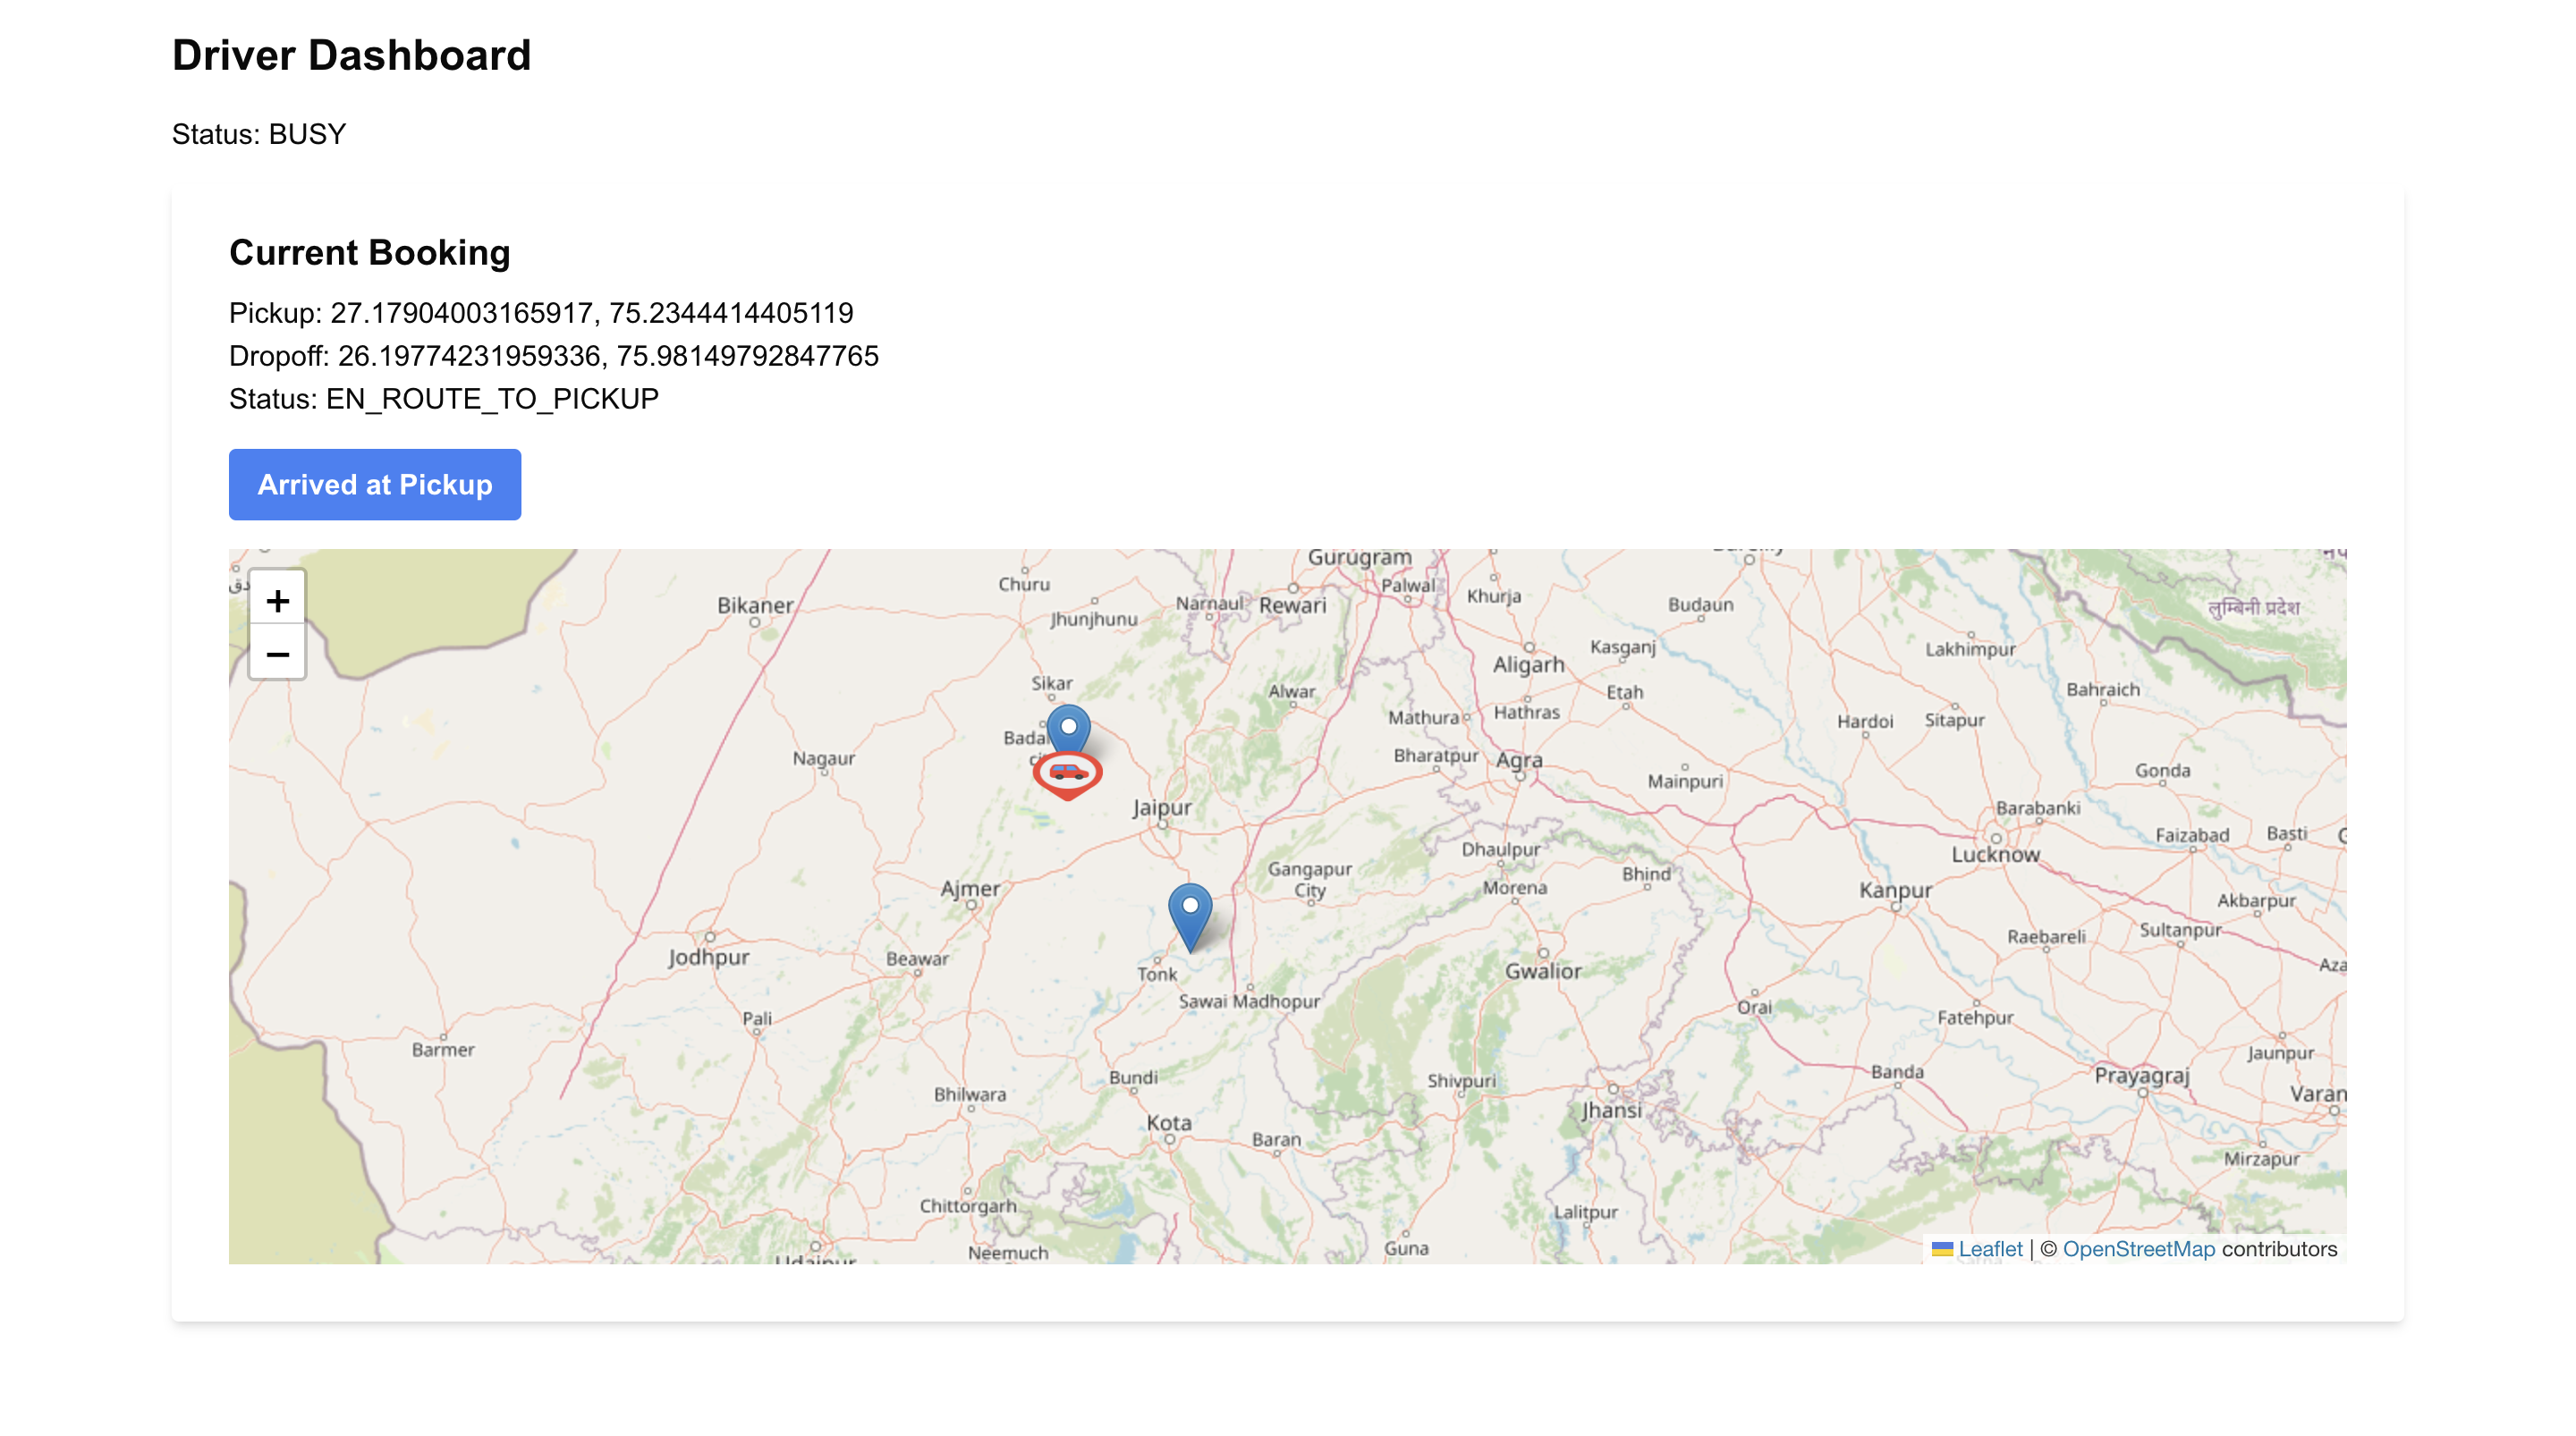 Driver Dashboard
Status: BUSY
Current Booking
Pickup: 27.17904003165917, 75.2344414405119
Dropoff: 26.19774231959336, 75.98149792847765
Status: EN_ROUTE_TO_PICKUP
Arrived at Pickup
+
−
Gurugram
Churu
Palwal
Khurja
Bikaner
Jhunjhunu
Narnaul
Rewari
Budaun
लुम्बिनी प्रदेश
Kasganj
Lakhimpur
Aligarh
Sikar
Alwar
Etah
Bahraich
Mathura
Hathras
Hardoi
Sitapur
Nagaur
Bharatpur
Agra
Mainpuri
Gonda
Jaipur
Barabanki
Faizabad
Basti
Dhaulpur
Lucknow
Gangapur
City
Ajmer
Morena
Bhind
Kanpur
Akbarpur
Jodhpur
Beawar
Raebareli
Sultanpur
Tonk
Gwalior
Sawai Madhopur
Orai
Pali
Fatehpur
Barmer
Jaunpur
Bundi
Shivpuri
Banda
Prayagraj
Bhilwara
Jhansi
Kota
Baran
Mirzapur
Chittorgarh
Lalitpur
Neemuch
Guna
Leaflet | © OpenStreetMap contributors